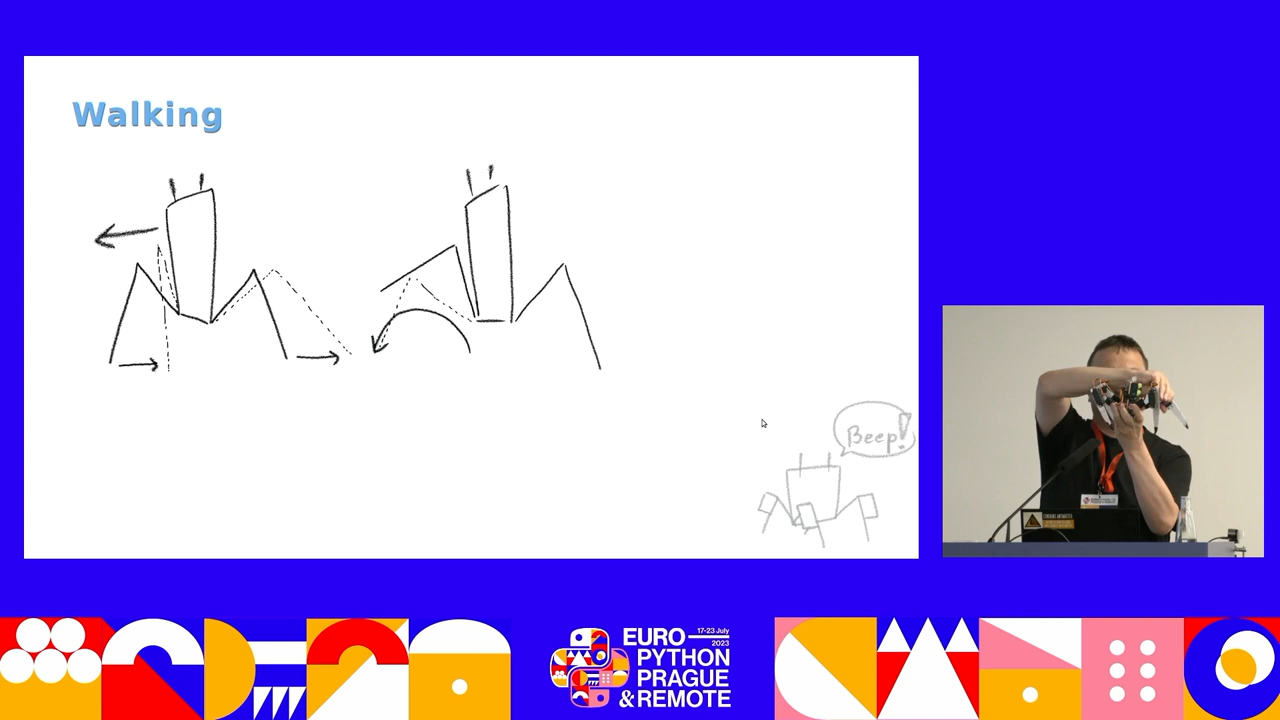 Walking
Beep!
17-23 July
2023
EURO
PYTHON
PRAGUE
& REMOTE